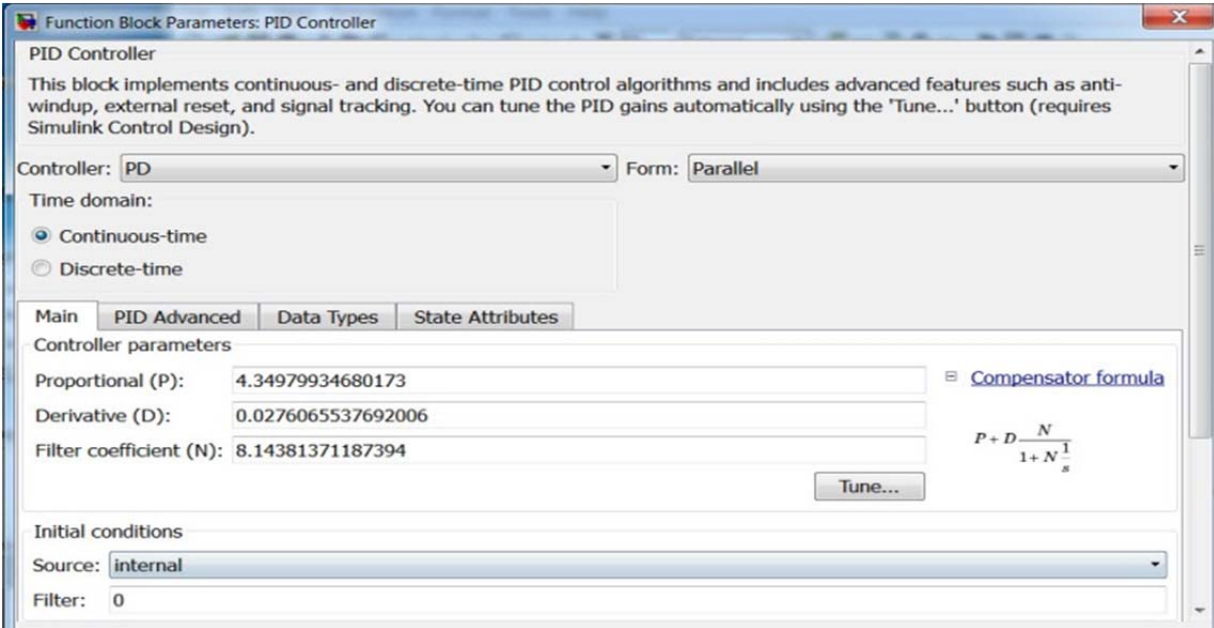 Function Block Parameters: PID Controller
PID Controller
This block implements continuous- and discrete-time PID control algorithms and includes advanced features such as anti-
windup, external reset, and signal tracking. You can tune the PID gains automatically using the 'Tune...' button (requires
Simulink Control Design).
Controller: PD Form: Parallel
Time domain:
Continuous-time
Discrete-time
Main PID Advanced Data Types State Attributes
Controller parameters
Proportional (P): 4.34979934680173
Compensator formula
Derivative (D): 0.0276065537692006
Filter coefficient (N): 8.14381371187394
P + D N / (1 + N 1/s)
Tune...
Initial conditions
Source: internal
Filter: 0